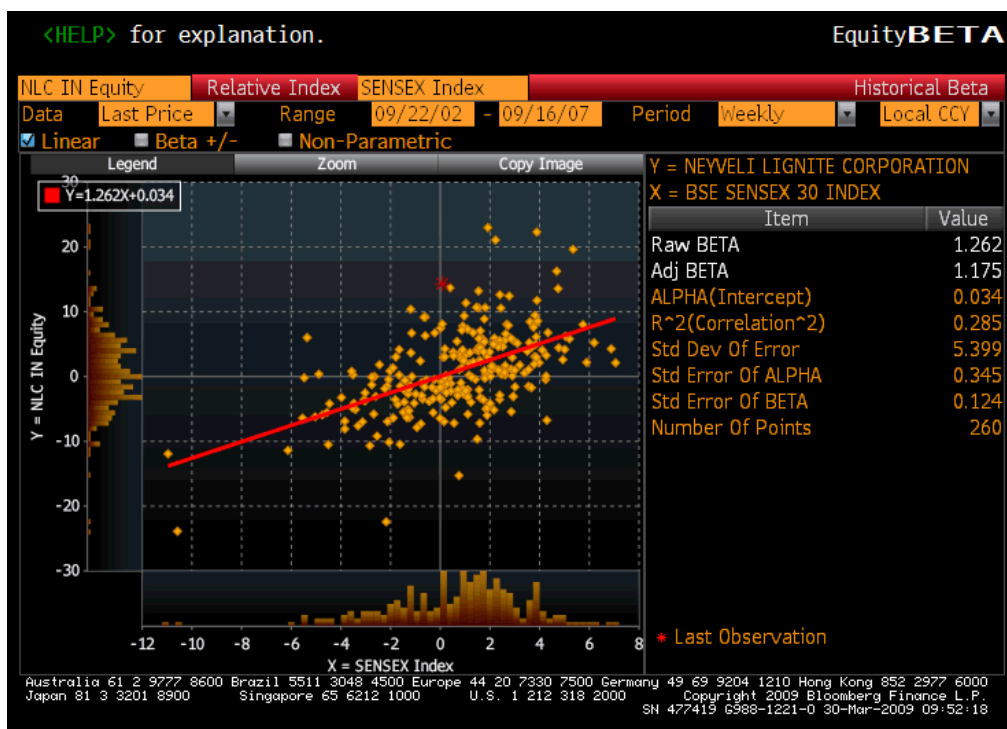 <HELP> for explanation. EquityBETA
NLC IN Equity Relative Index SENSEX Index Historical Beta
Data Last Price Range 09/22/02 - 09/16/07 Period Weekly Local CCY
Linear Beta +/- Non-Parametric
Legend Zoom Copy Image
Y=1.262X+0.034
30
20
10
0
-10
-20
-30
Y = NLC IN Equity
-12 -10 -8 -6 -4 -2 0 2 4 6 8
X = SENSEX Index
Y = NEYVELI LIGNITE CORPORATION
X = BSE SENSEX 30 INDEX
Item Value
Raw BETA 1.262
Adj BETA 1.175
ALPHA(Intercept) 0.034
R^2(Correlation^2) 0.285
Std Dev Of Error 5.399
Std Error Of ALPHA 0.345
Std Error Of BETA 0.124
Number Of Points 260
* Last Observation
Australia 61 2 9777 8600 Brazil 5511 3048 4500 Europe 44 20 7330 7500 Germany 49 69 9204 1210 Hong Kong 852 2977 6000
Japan 81 3 3201 8900 Singapore 65 6212 1000 U.S. 1 212 318 2000 Copyright 2009 Bloomberg Finance L.P.
SN 477419 G988-1221-0 30-Mar-2009 09:52:18